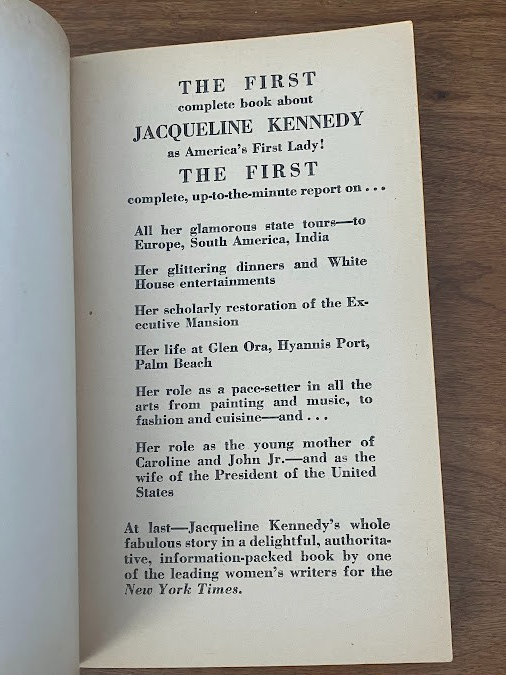 THE FIRST
complete book about
JACQUELINE KENNEDY
as America's First Lady!
THE FIRST
complete, up-to-the-minute report on . . .
All her glamorous state tours—to
Europe, South America, India
Her glittering dinners and White
House entertainments
Her scholarly restoration of the Ex-
ecutive Mansion
Her life at Glen Ora, Hyannis Port,
Palm Beach
Her role as a pace-setter in all the
arts from painting and music, to
fashion and cuisine—and . . .
Her role as the young mother of
Caroline and John Jr.—and as the
wife of the President of the United
States
At last—Jacqueline Kennedy's whole
fabulous story in a delightful, authorita-
tive, information-packed book by one
of the leading women's writers for the
New York Times.